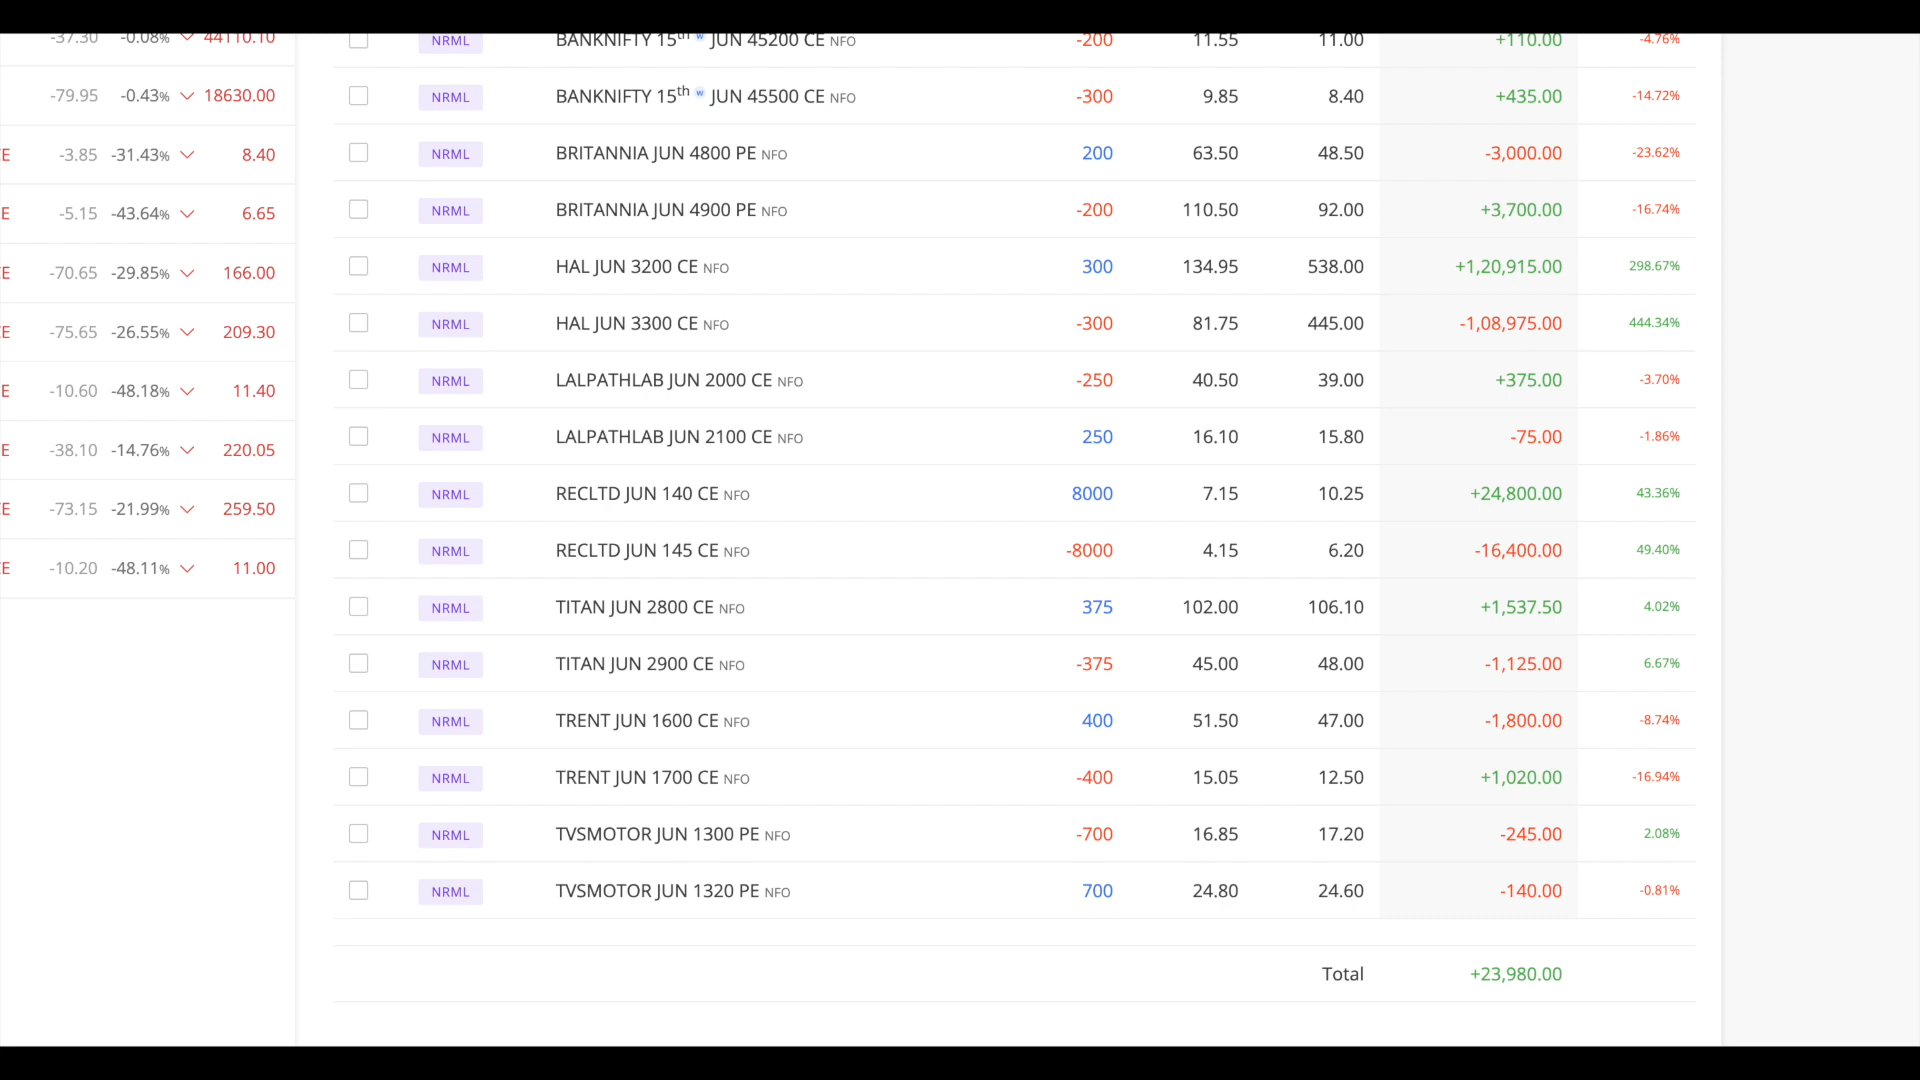 -37.30 -0.08% 44110.10
-79.95 -0.43% 18630.00
E -3.85 -31.43% 8.40
E -5.15 -43.64% 6.65
E -70.65 -29.85% 166.00
E -75.65 -26.55% 209.30
E -10.60 -48.18% 11.40
E -38.10 -14.76% 220.05
E -73.15 -21.99% 259.50
E -10.20 -48.11% 11.00
NRML BANKNIFTY 15th w JUN 45200 CE NFO -200 11.55 11.00 +110.00 -4.76%
NRML BANKNIFTY 15th w JUN 45500 CE NFO -300 9.85 8.40 +435.00 -14.72%
NRML BRITANNIA JUN 4800 PE NFO 200 63.50 48.50 -3,000.00 -23.62%
NRML BRITANNIA JUN 4900 PE NFO -200 110.50 92.00 +3,700.00 -16.74%
NRML HAL JUN 3200 CE NFO 300 134.95 538.00 +1,20,915.00 298.67%
NRML HAL JUN 3300 CE NFO -300 81.75 445.00 -1,08,975.00 444.34%
NRML LALPATHLAB JUN 2000 CE NFO -250 40.50 39.00 +375.00 -3.70%
NRML LALPATHLAB JUN 2100 CE NFO 250 16.10 15.80 -75.00 -1.86%
NRML RECLTD JUN 140 CE NFO 8000 7.15 10.25 +24,800.00 43.36%
NRML RECLTD JUN 145 CE NFO -8000 4.15 6.20 -16,400.00 49.40%
NRML TITAN JUN 2800 CE NFO 375 102.00 106.10 +1,537.50 4.02%
NRML TITAN JUN 2900 CE NFO -375 45.00 48.00 -1,125.00 6.67%
NRML TRENT JUN 1600 CE NFO 400 51.50 47.00 -1,800.00 -8.74%
NRML TRENT JUN 1700 CE NFO -400 15.05 12.50 +1,020.00 -16.94%
NRML TVSMOTOR JUN 1300 PE NFO -700 16.85 17.20 -245.00 2.08%
NRML TVSMOTOR JUN 1320 PE NFO 700 24.80 24.60 -140.00 -0.81%
Total +23,980.00